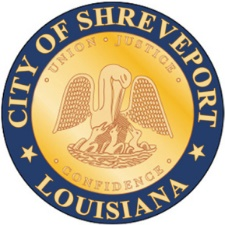 CITY OF SHREVEPORT
UNION · JUSTICE
· CONFIDENCE ·
LOUISIANA